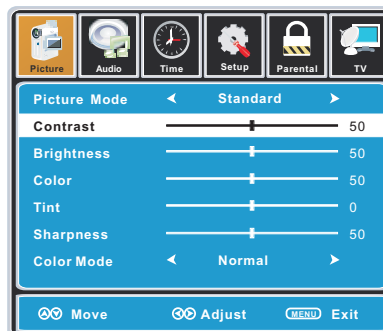 Picture Audio Time Setup Parental TV
Picture Mode Standard
Contrast 50
Brightness 50
Color 50
Tint 0
Sharpness 50
Color Mode Normal
Move Adjust MENU Exit